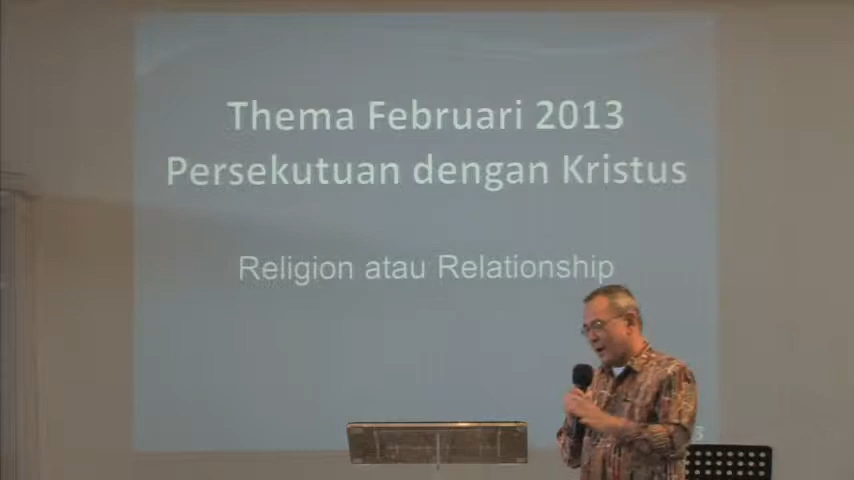 Thema Februari 2013
Persekutuan dengan Kristus
Religion atau Relationship